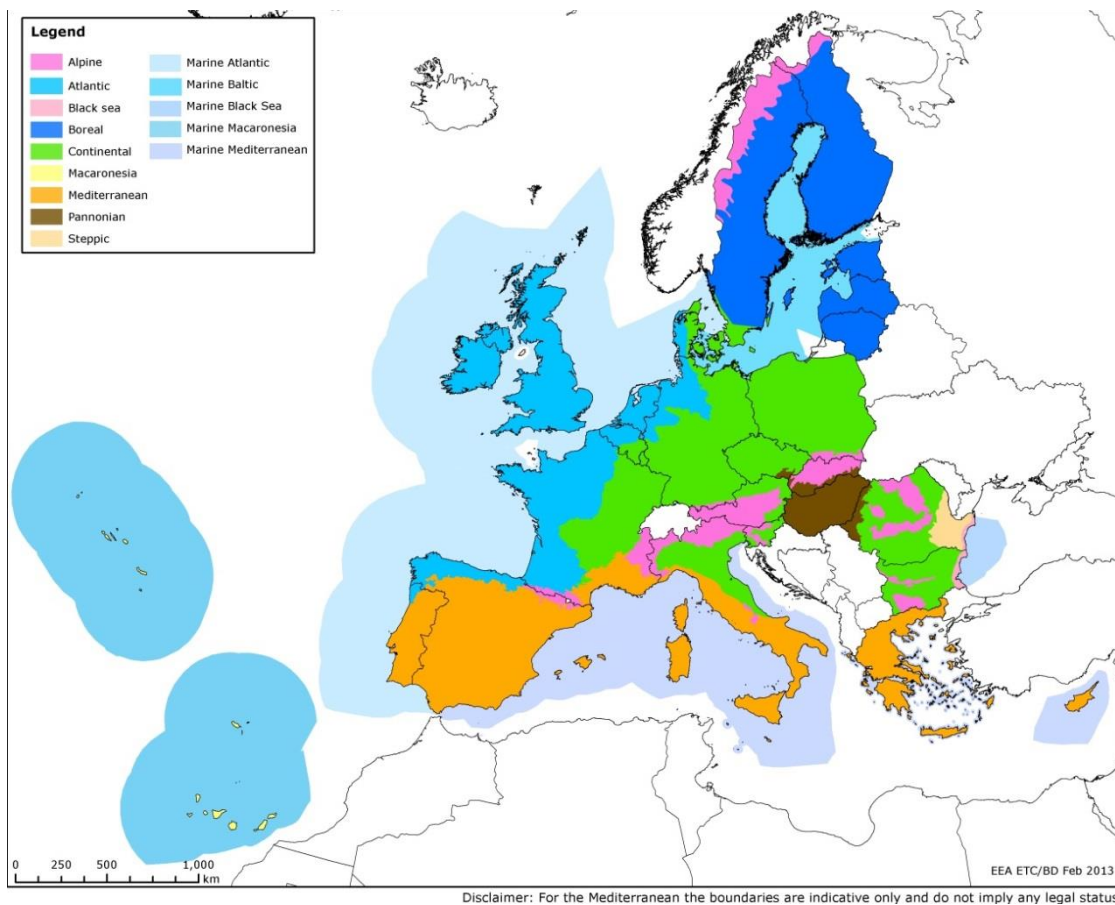 Legend
Alpine
Atlantic
Black sea
Boreal
Continental
Macaronesia
Mediterranean
Pannonian
Steppic
Marine Atlantic
Marine Baltic
Marine Black Sea
Marine Macaronesia
Marine Mediterranean
0 250 500 1,000
km
EEA ETC/BD Feb 2013
Disclaimer: For the Mediterranean the boundaries are indicative only and do not imply any legal status